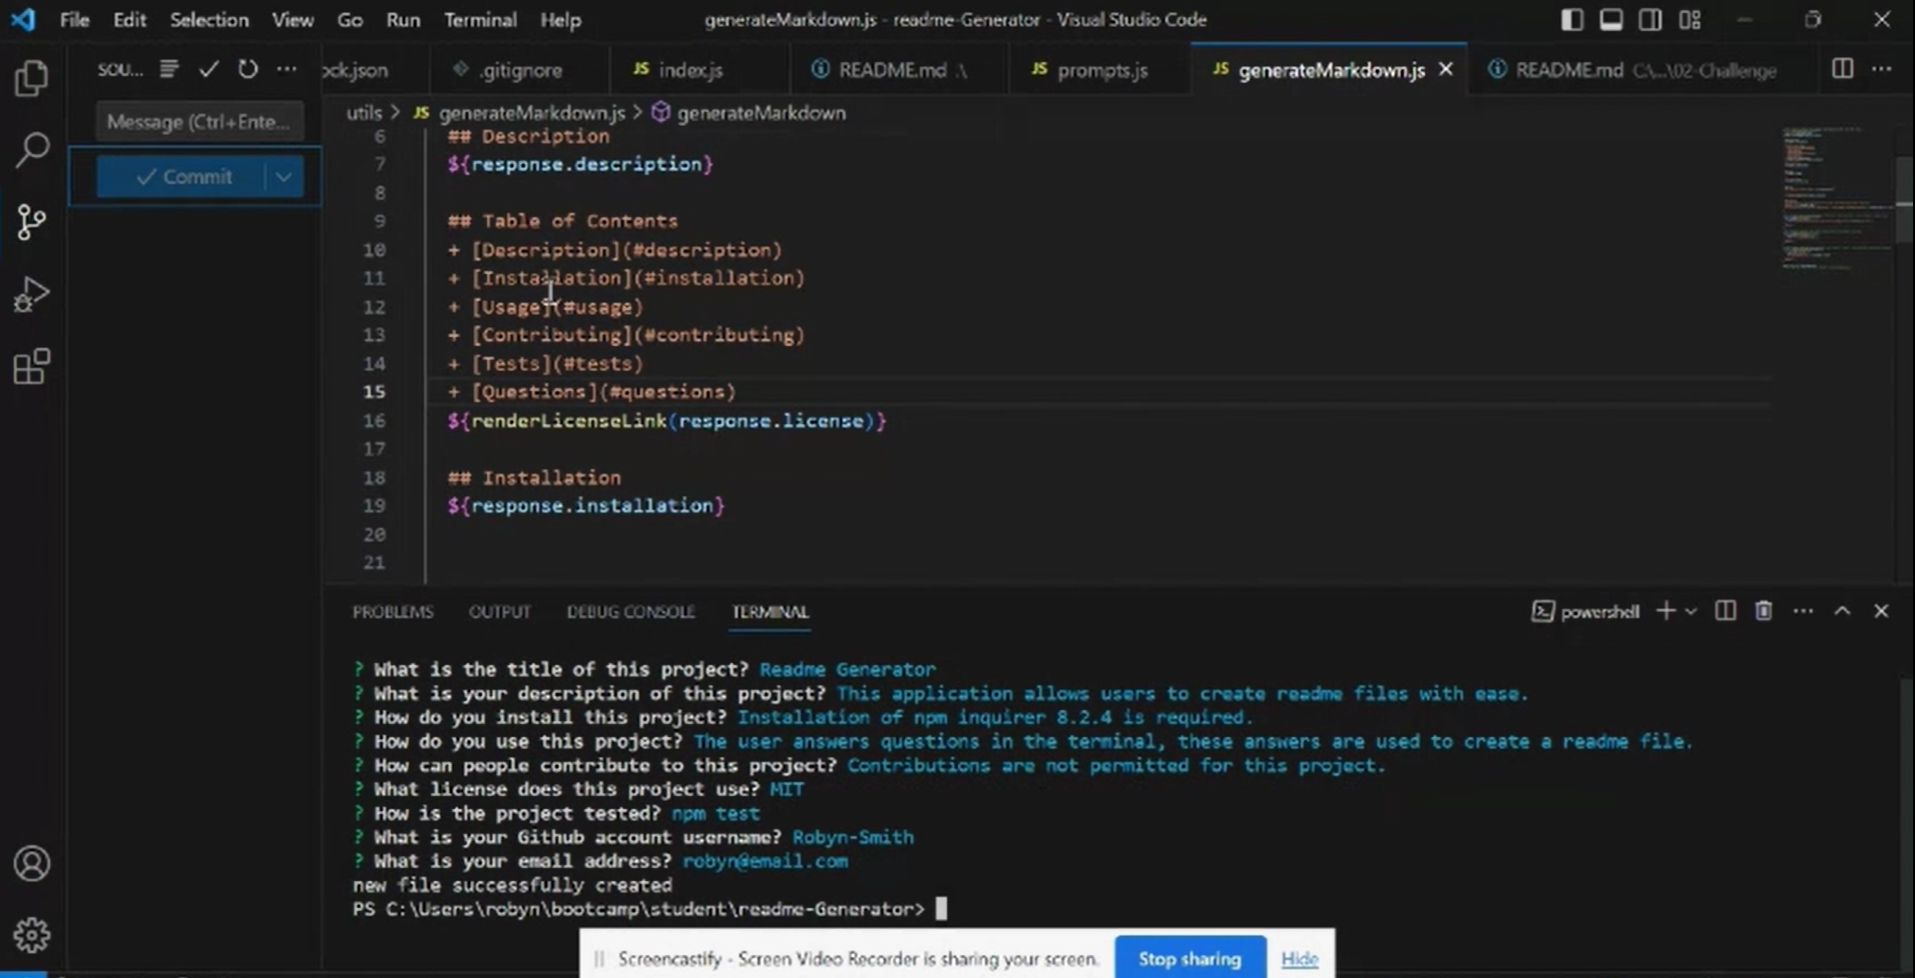 File Edit Selection View Go Run Terminal Help generateMarkdown.js - readme-Generator - Visual Studio Code
SOU...
ock.json .gitignore JS index.js README.md .\ JS prompts.js JS generateMarkdown.js README.md C:\...\02-Challenge
Message (Ctrl+Ente...
Commit
utils > JS generateMarkdown.js > generateMarkdown
6 ## Description
7 ${response.description}
8
9 ## Table of Contents
10 + [Description](#description)
11 + [Installation](#installation)
12 + [Usage](#usage)
13 + [Contributing](#contributing)
14 + [Tests](#tests)
15 + [Questions](#questions)
16 ${renderLicenseLink(response.license)}
17
18 ## Installation
19 ${response.installation}
20
21
PROBLEMS OUTPUT DEBUG CONSOLE TERMINAL powershell
? What is the title of this project? Readme Generator
? What is your description of this project? This application allows users to create readme files with ease.
? How do you install this project? Installation of npm inquirer 8.2.4 is required.
? How do you use this project? The user answers questions in the terminal, these answers are used to create a readme file.
? How can people contribute to this project? Contributions are not permitted for this project.
? What license does this project use? MIT
? How is the project tested? npm test
? What is your Github account username? Robyn-Smith
? What is your email address? robyn@email.com
new file successfully created
PS C:\Users\robyn\bootcamp\student\readme-Generator>
Screencastify - Screen Video Recorder is sharing your screen. Stop sharing Hide